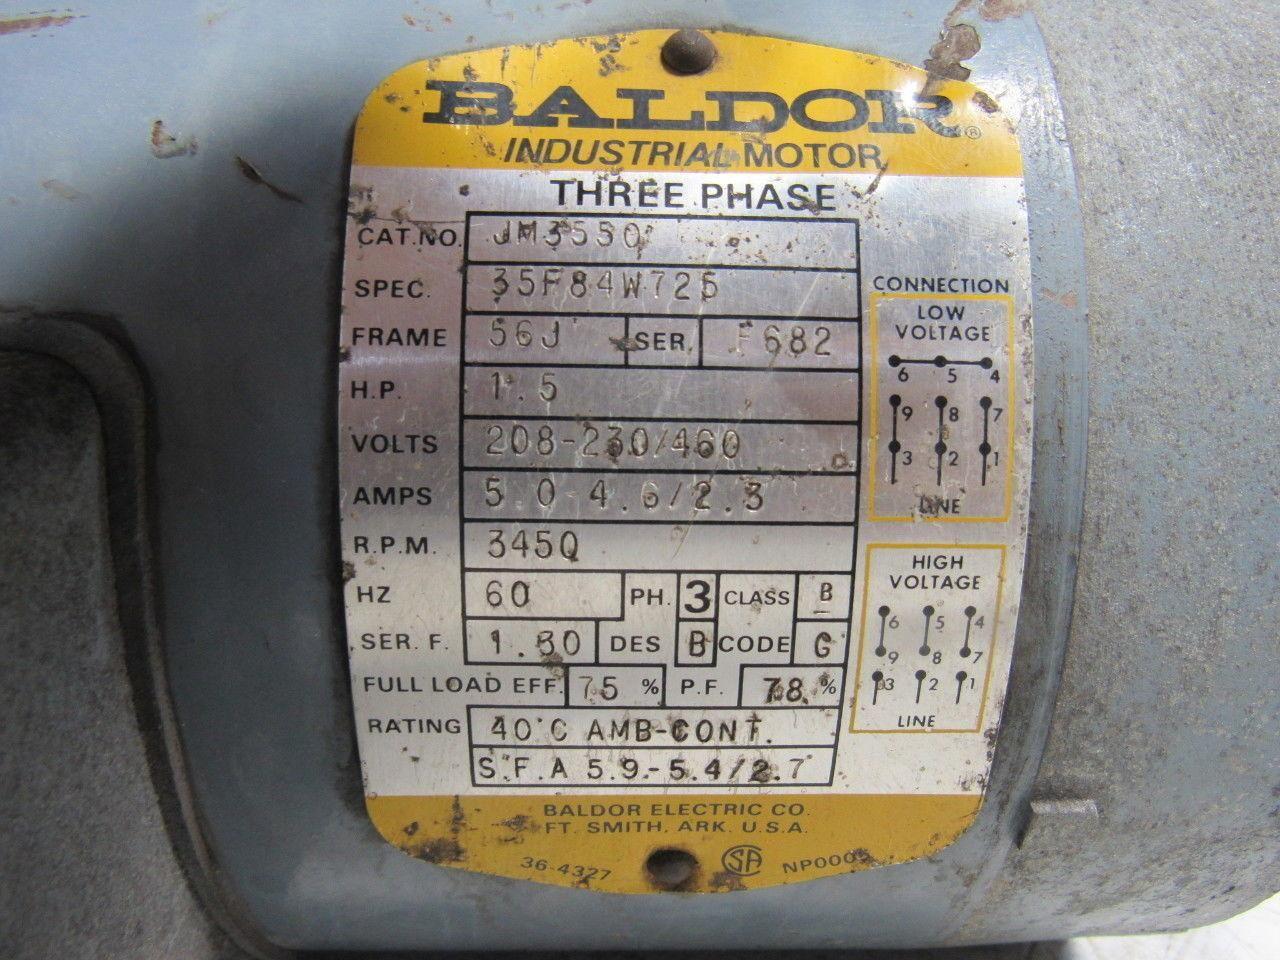 BALDOR®
INDUSTRIAL MOTOR
THREE PHASE
CAT.NO. JM3550
SPEC. 35F84W725
FRAME 56J SER. F682
H.P. 1.5
VOLTS 208-230/460
AMPS 5.0 4.6/2.3
R.P.M. 3450
HZ 60 PH. 3 CLASS B
SER. F. 1.30 DES B CODE G
FULL LOAD EFF. 75 % P.F. 78 %
RATING 40°C AMB-CONT.
S.F.A 5.9-5.4/2.7
CONNECTION
LOW
VOLTAGE
6 5 4
9 8 7
3 2 1
LINE
HIGH
VOLTAGE
6 5 4
9 8 7
3 2 1
LINE
BALDOR ELECTRIC CO.
FT. SMITH, ARK. U.S.A.
36-4327 SA